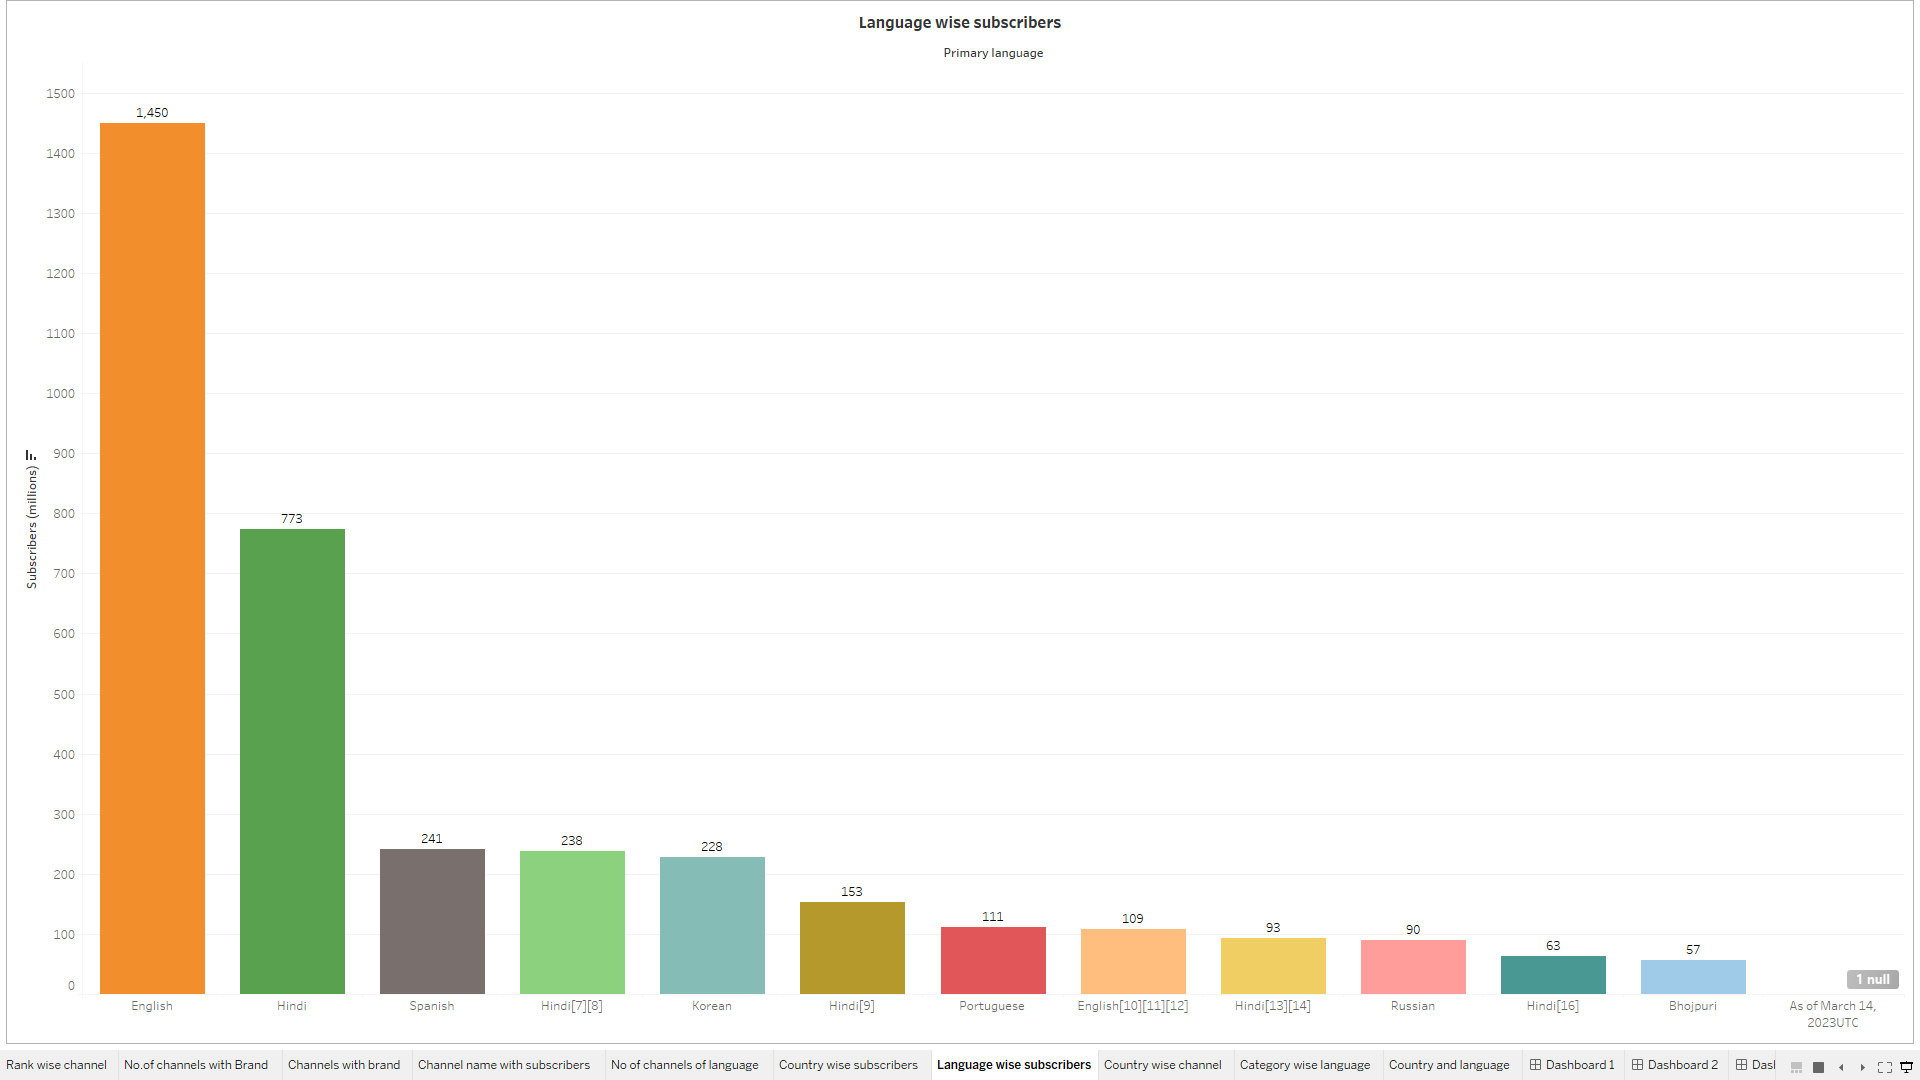 Language wise subscribers
Primary language
Subscribers (millions)
1500
1400
1300
1200
1100
1000
900
800
700
600
500
400
300
200
100
0
1,450
773
241
238
228
153
111
109
93
90
63
57
1 null
English
Hindi
Spanish
Hindi[7][8]
Korean
Hindi[9]
Portuguese
English[10][11][12]
Hindi[13][14]
Russian
Hindi[16]
Bhojpuri
As of March 14,
2023UTC
Rank wise channel
No.of channels with Brand
Channels with brand
Channel name with subscribers
No of channels of language
Country wise subscribers
Language wise subscribers
Country wise channel
Category wise language
Country and language
Dashboard 1
Dashboard 2
Dasl